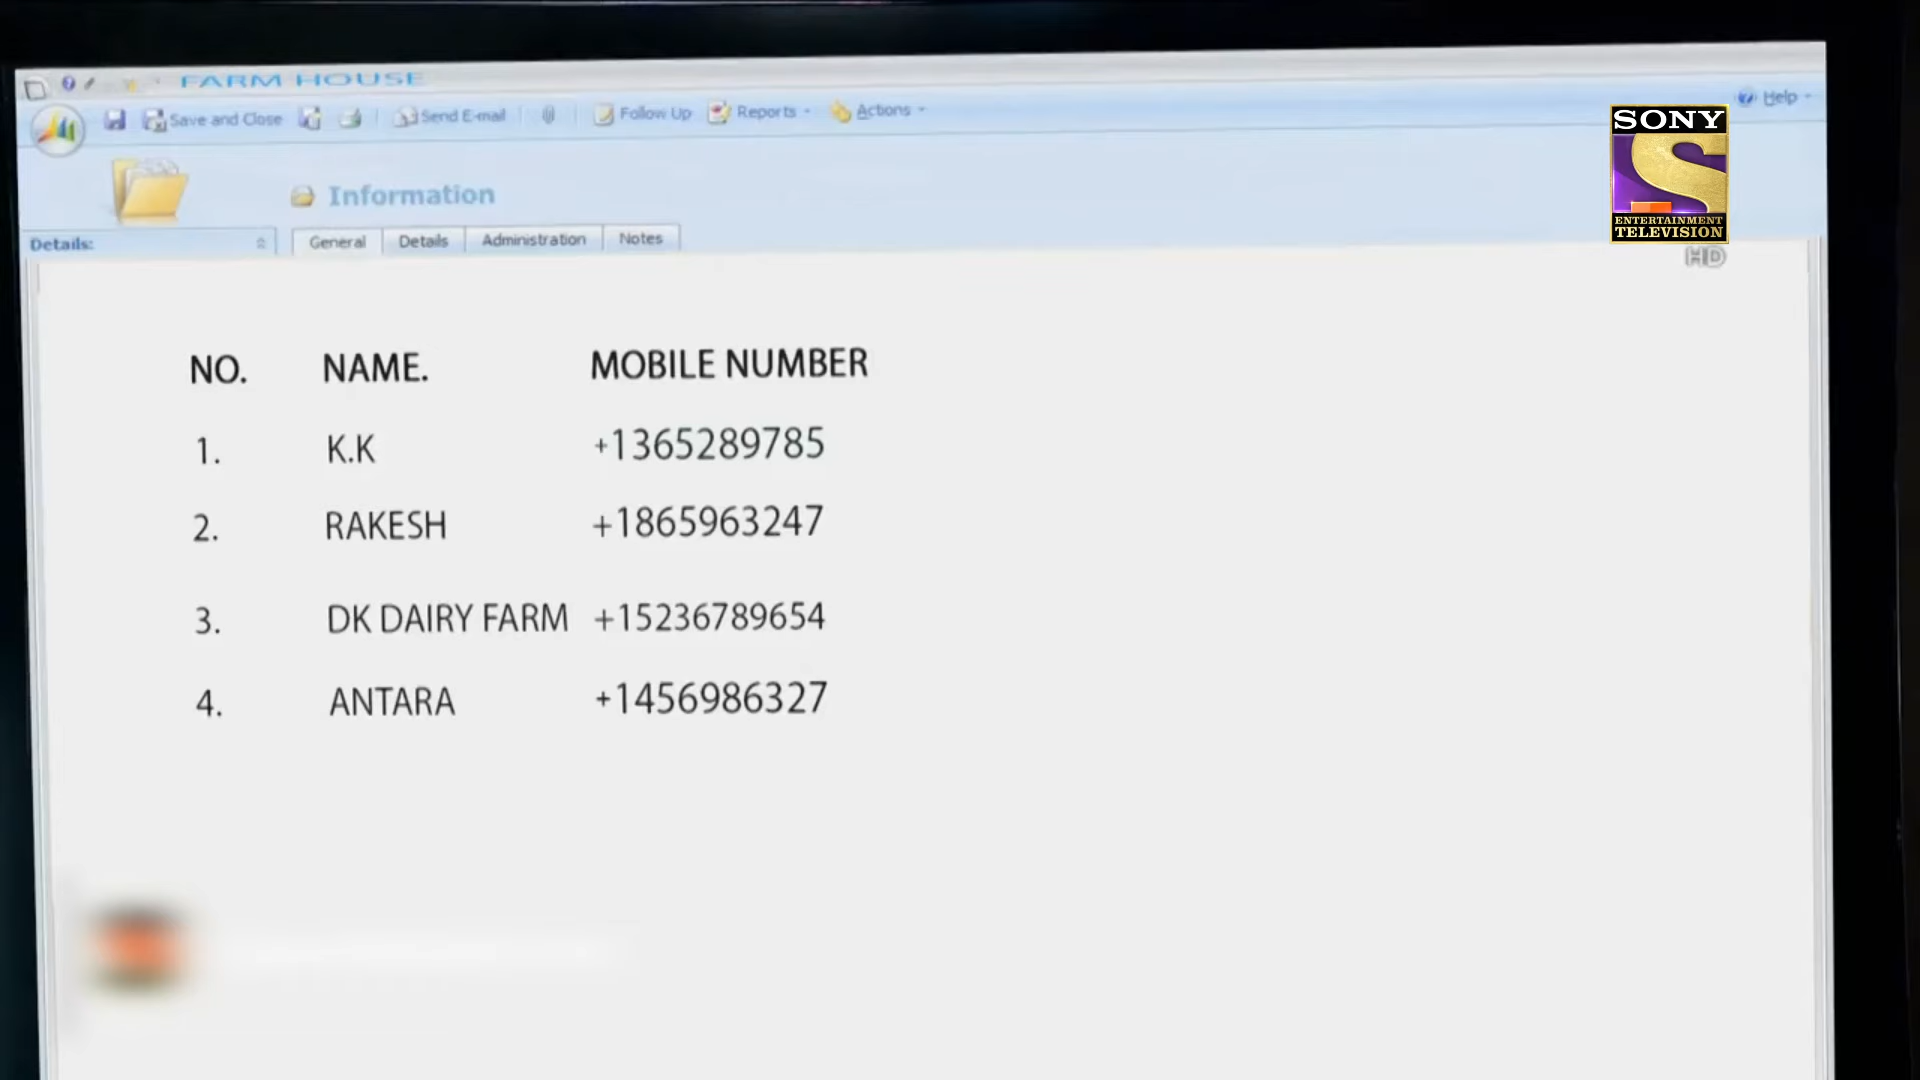 FARM HOUSE
Save and Close Send E-mail Follow Up Reports Actions Help
Information
Details: General Details Administration Notes
SONY
ENTERTAINMENT
TELEVISION
HD
NO. NAME. MOBILE NUMBER
1. K.K +1365289785
2. RAKESH +1865963247
3. DK DAIRY FARM +15236789654
4. ANTARA +1456986327